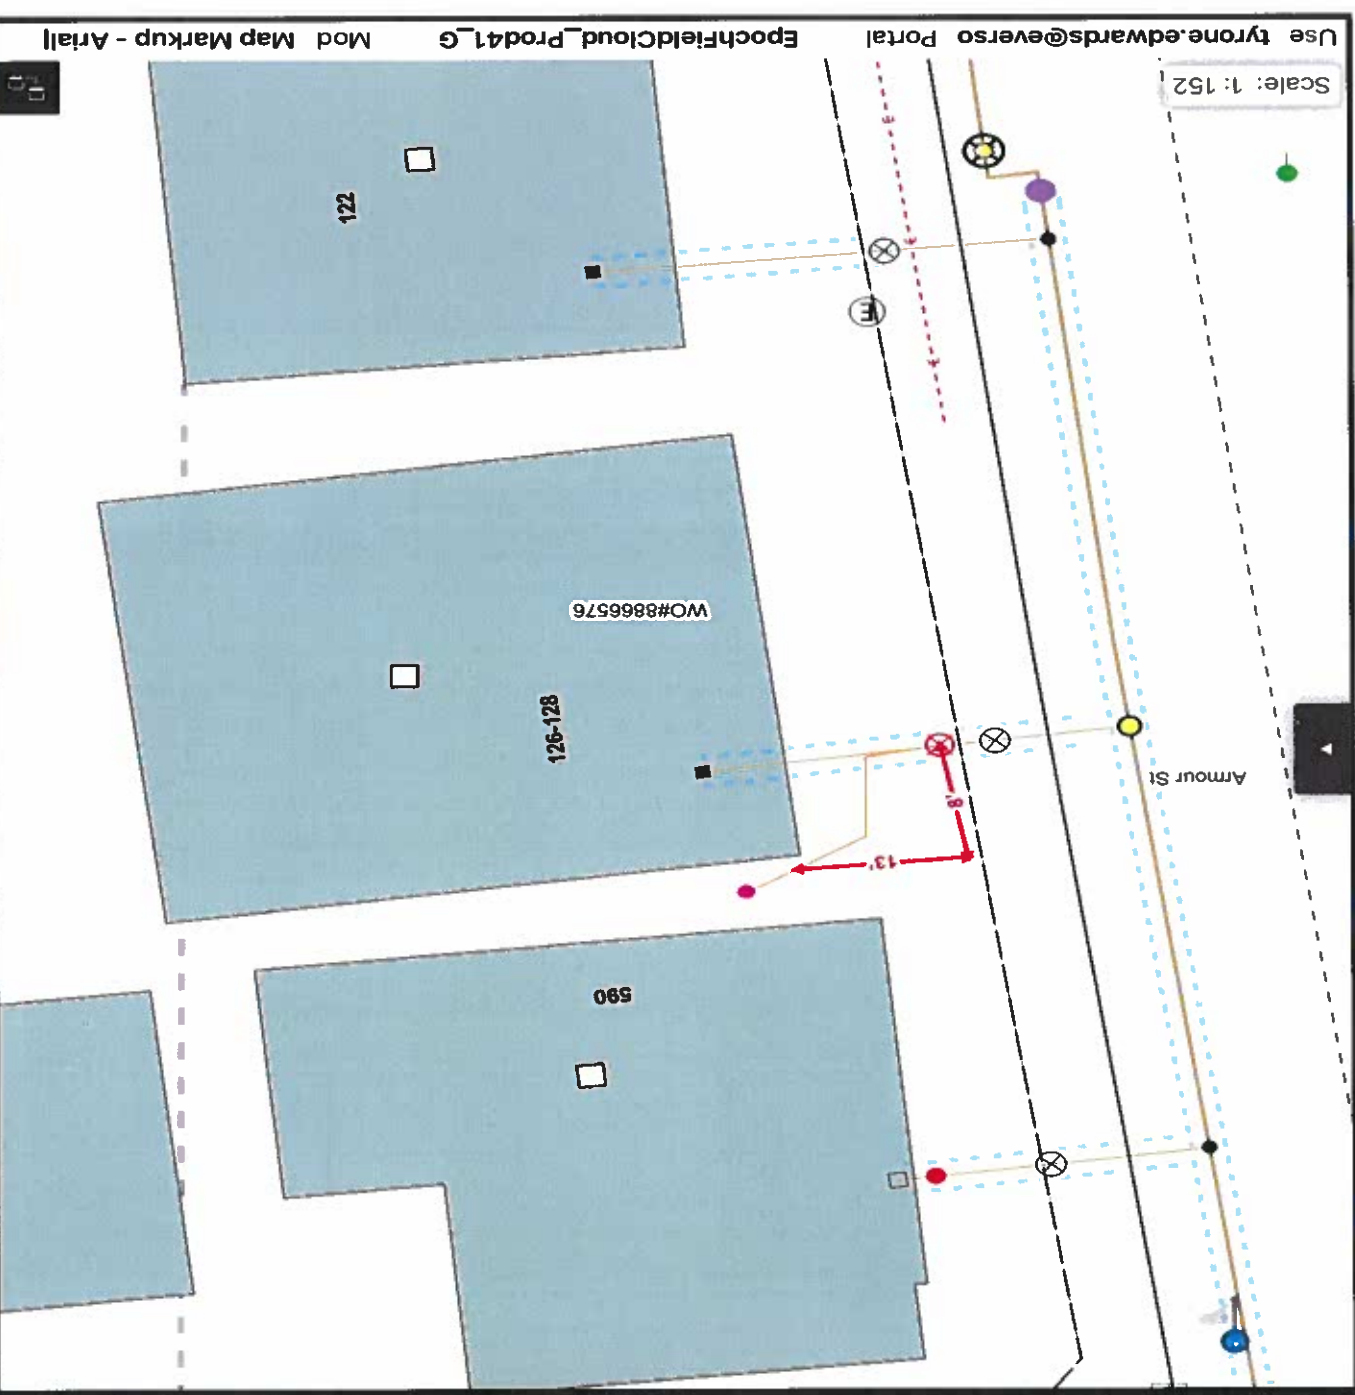 590
13'
8'
Armour St
126-128
WO#8866576
E
122
Scale: 1:152
Use tyrone.edwards@everso Portal EpochFieldCloud_Prod41_G Mod Map Markup - Arial|